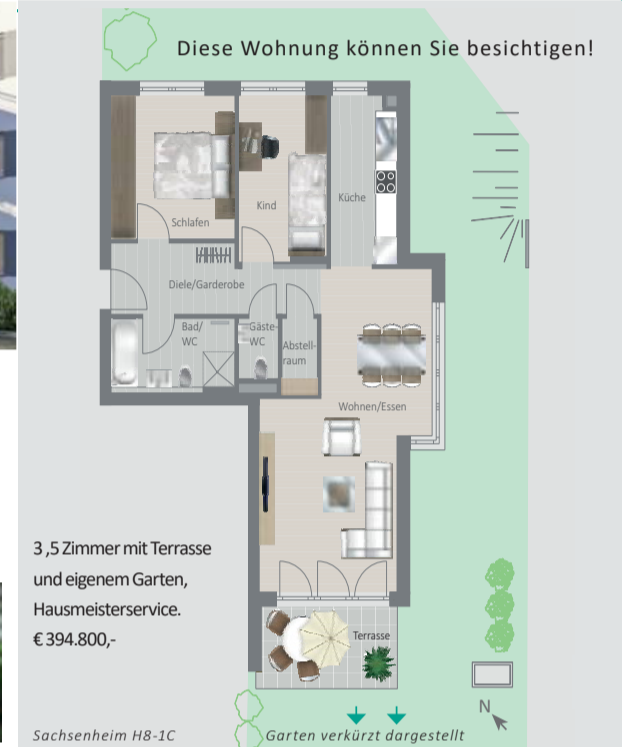 Diese Wohnung können Sie besichtigen!
Schlafen
Kind
Küche
Diele/Garderobe
Bad/
WC
Gäste-
WC
Abstell-
raum
Wohnen/Essen
3,5 Zimmer mit Terrasse
und eigenem Garten,
Hausmeisterservice.
€ 394.800,-
Terrasse
N
Sachsenheim H8-1C
Garten verkürzt dargestellt